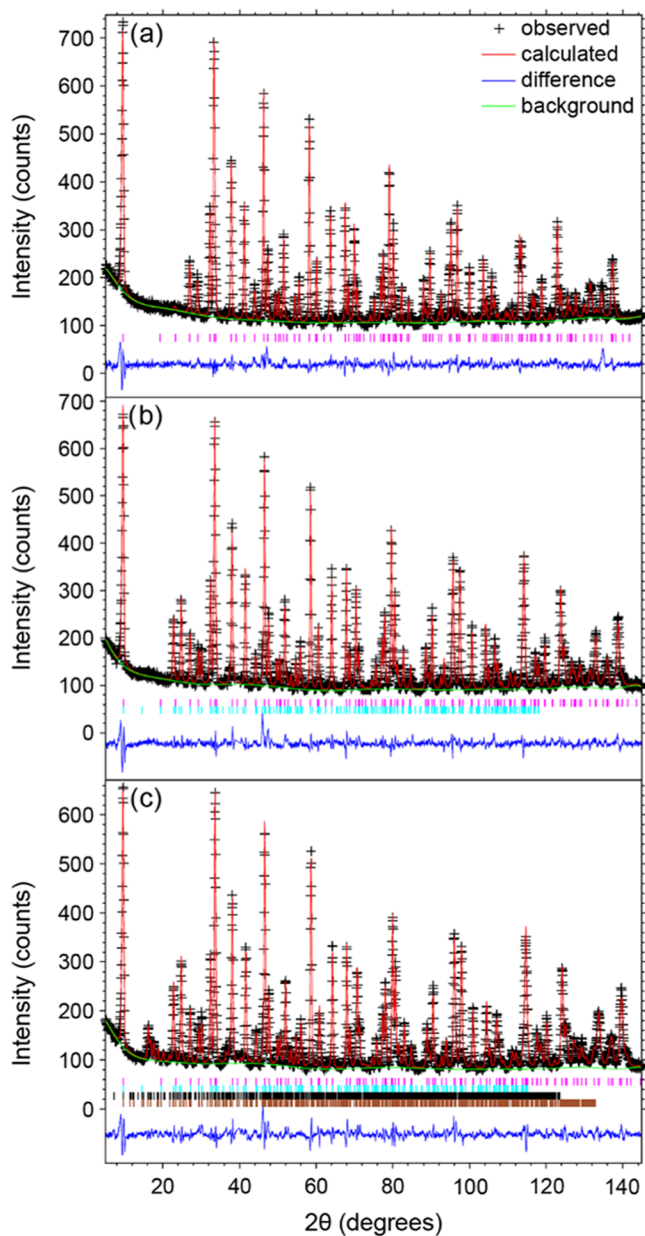 (a)
+ observed
calculated
difference
background
Intensity (counts)
700
600
500
400
300
200
100
0
(b)
Intensity (counts)
700
600
500
400
300
200
100
0
(c)
Intensity (counts)
600
500
400
300
200
100
0
20 40 60 80 100 120 140
2θ (degrees)